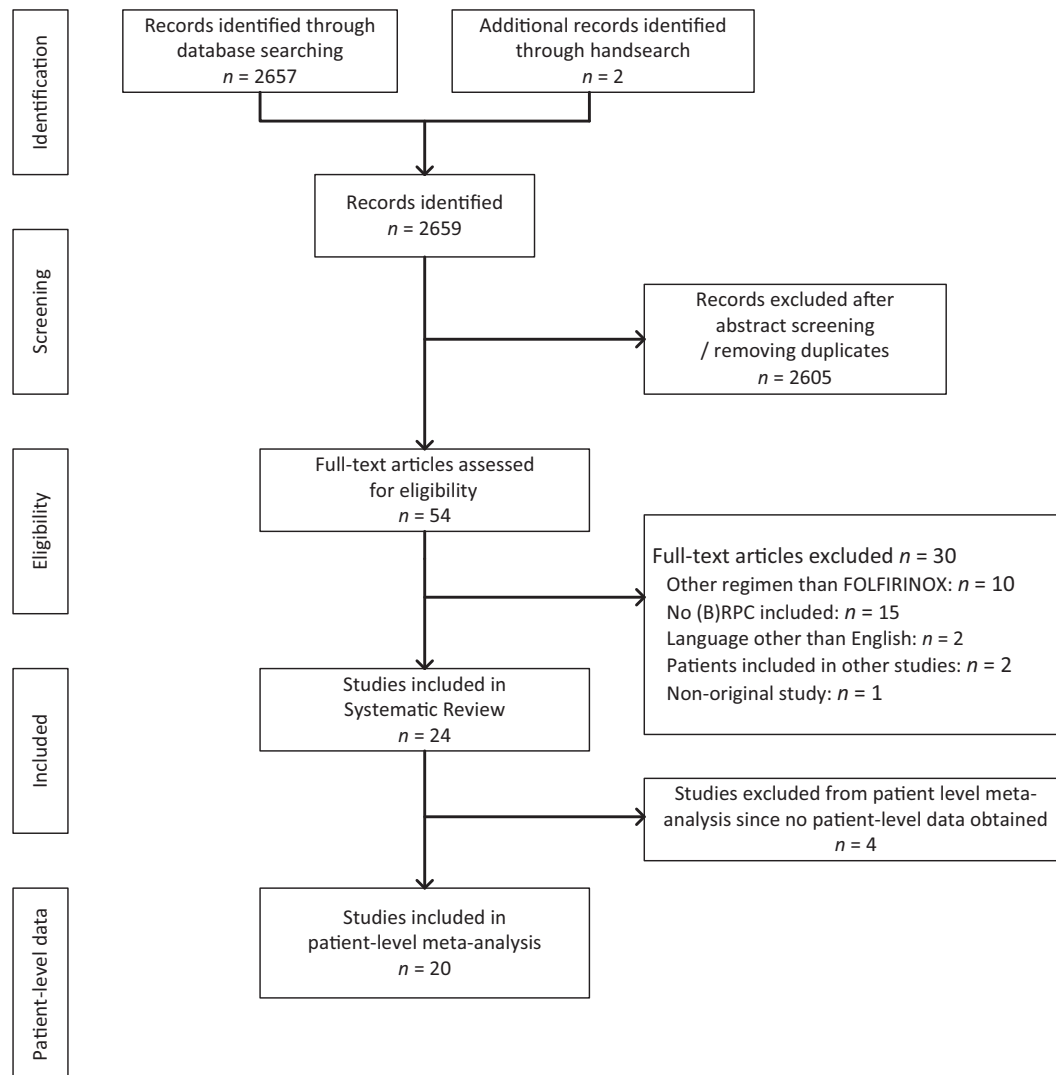 Identification
Records identified through
database searching
n = 2657
Additional records identified
through handsearch
n = 2
Records identified
n = 2659
Screening
Records excluded after
abstract screening
/ removing duplicates
n = 2605
Eligibility
Full-text articles assessed
for eligibility
n = 54
Full-text articles excluded n = 30
Other regimen than FOLFIRINOX: n = 10
No (B)RPC included: n = 15
Language other than English: n = 2
Patients included in other studies: n = 2
Non-original study: n = 1
Included
Studies included in
Systematic Review
n = 24
Studies excluded from patient level meta-
analysis since no patient-level data obtained
n = 4
Patient-level data
Studies included in
patient-level meta-analysis
n = 20